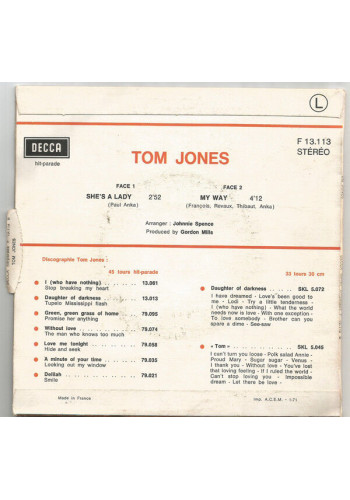 L
DECCA
hit-parade
F 13.113
STÉRÉO
TOM JONES
FACE 1
SHE'S A LADY 2'52
(Paul Anka)
FACE 2
MY WAY 4'12
(François, Revaux, Thibault, Anka)
Arranger : Johnnie Spence
Produced by Gordon Mills
Discographie Tom Jones :
45 tours hit-parade
I (who have nothing) .... 13.061
Stop breaking my heart
Daughter of darkness .... 13.013
Tupelo Mississippi flash
Green, green grass of home 79.095
Promise her anything
Without love .......... 79.074
The man who knows too much
Love me tonight ........ 79.058
Hide and seek
A minute of your time .... 79.035
Looking out my window
Delilah .............. 79.021
Smile
33 tours 30 cm
Daughter of darkness ...... SKL 5.072
I have dreamed - Love's been good to
me - Lodi - Try a little tenderness -
I (Who have nothing) - What the world
needs now is love - With one exception -
To love somebody - Brother can you
spare a dime - See-saw
« Tom » .............. SKL 5.045
I can't turn you loose - Polk salad Annie -
Proud Mary - Sugar sugar - Venus -
I thank you - Without love - You've lost
that loving feeling - If I ruled the world -
Can't stop loving you - Impossible
dream - Let there be love -
Made in France
Imp. A.C.E.M. - 1-71